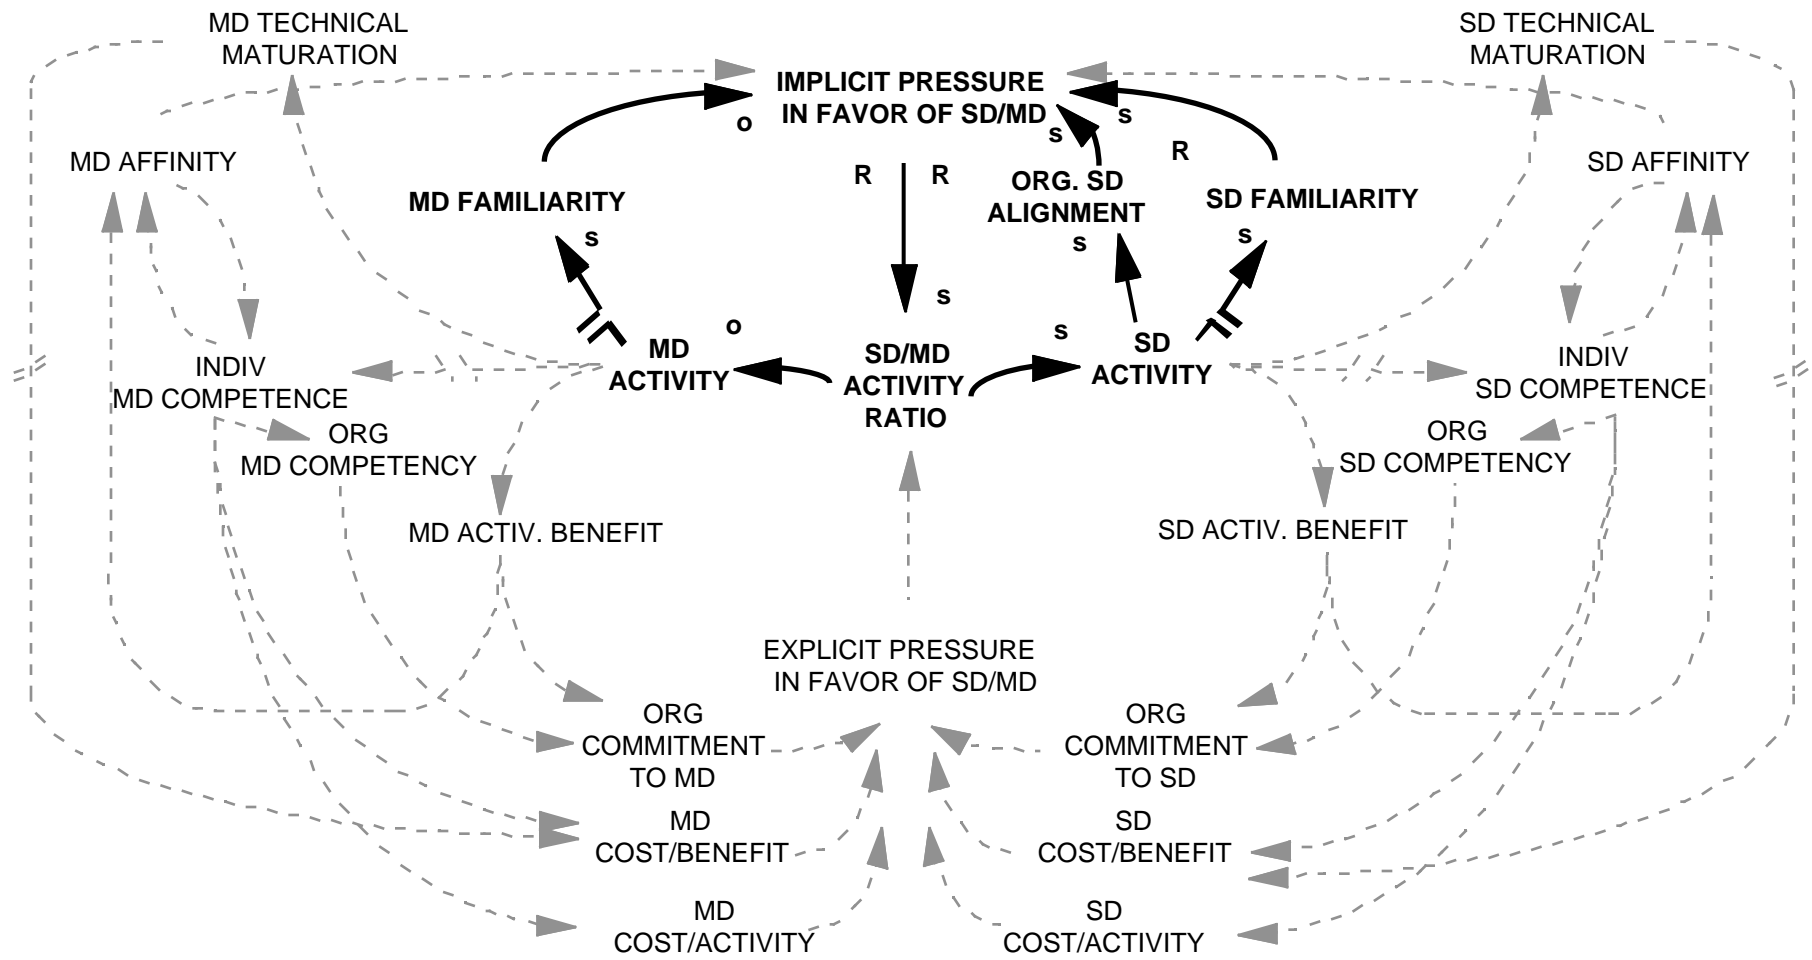 MD TECHNICAL
MATURATION
SD TECHNICAL
MATURATION
IMPLICIT PRESSURE
IN FAVOR OF SD/MD
o
s
s
R
R
R
MD AFFINITY
SD AFFINITY
ORG. SD
ALIGNMENT
MD FAMILIARITY
SD FAMILIARITY
s
s
s
s
o
s
MD
ACTIVITY
SD/MD
ACTIVITY
RATIO
SD
ACTIVITY
INDIV
MD COMPETENCE
INDIV
SD COMPETENCE
ORG
MD COMPETENCY
ORG
SD COMPETENCY
MD ACTIV. BENEFIT
SD ACTIV. BENEFIT
EXPLICIT PRESSURE
IN FAVOR OF SD/MD
ORG
COMMITMENT
TO MD
ORG
COMMITMENT
TO SD
MD
COST/BENEFIT
SD
COST/BENEFIT
MD
COST/ACTIVITY
SD
COST/ACTIVITY